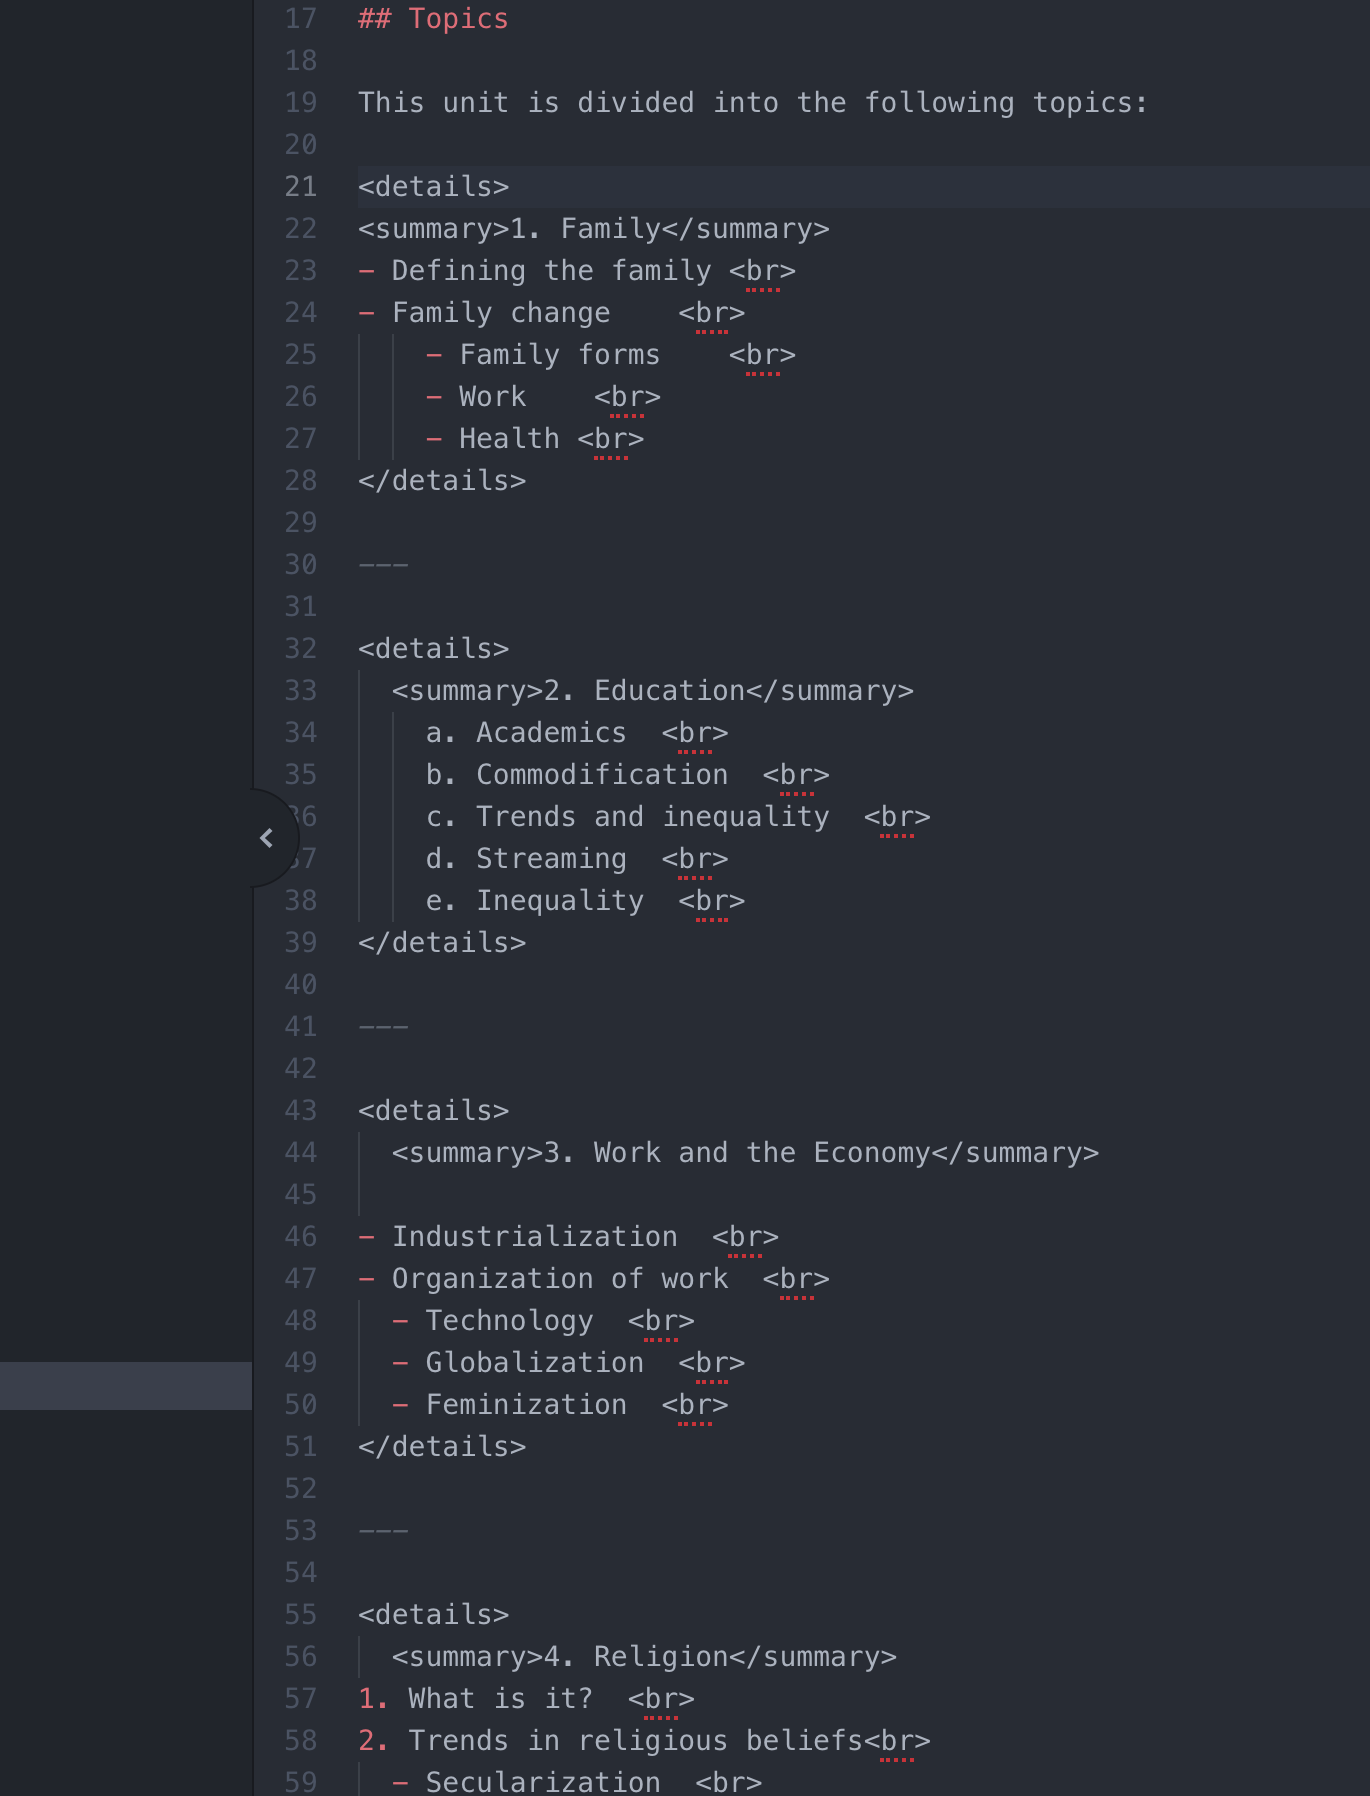 17 ## Topics
18
19 This unit is divided into the following topics:
20
21 <details>
22 <summary>1. Family</summary>
23 - Defining the family <br>
24 - Family change    <br>
25     - Family forms    <br>
26     - Work    <br>
27     - Health <br>
28 </details>
29
30 ---
31
32 <details>
33   <summary>2. Education</summary>
34     a. Academics  <br>
35     b. Commodification  <br>
36     c. Trends and inequality  <br>
37     d. Streaming  <br>
38     e. Inequality  <br>
39 </details>
40
41 ---
42
43 <details>
44   <summary>3. Work and the Economy</summary>
45
46 - Industrialization  <br>
47 - Organization of work  <br>
48   - Technology  <br>
49   - Globalization  <br>
50   - Feminization  <br>
51 </details>
52
53 ---
54
55 <details>
56   <summary>4. Religion</summary>
57 1. What is it?  <br>
58 2. Trends in religious beliefs<br>
59   - Secularization  <br>